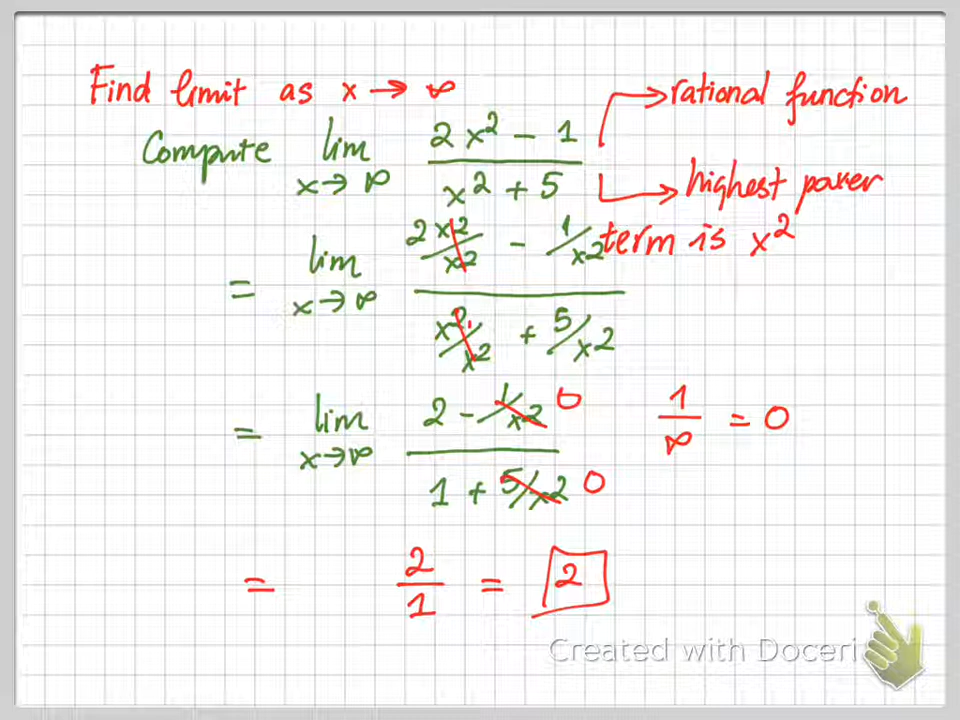 Find limit as x → ∞
→ rational function
Compute lim x→∞ (2x² - 1)/(x² + 5)
→ highest power
term is x²
= lim x→∞ (2x²/x² - 1/x²)/(x²/x² + 5/x²)
= lim x→∞ (2 - 1/x² 0)/(1 + 5/x² 0)
1/∞ = 0
= 2/1 = 2
Created with Doceri